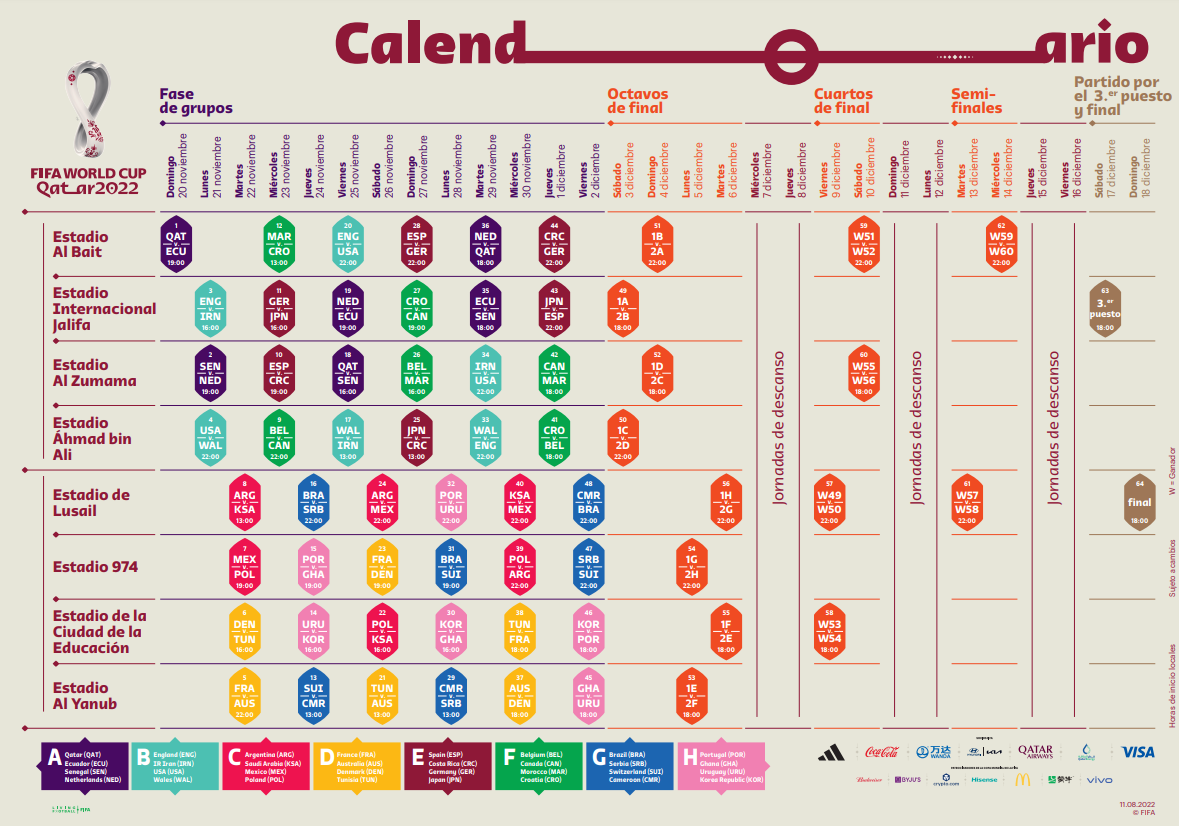 Calend ario
FIFA WORLD CUP
Qatar2022
Fase
de grupos
Octavos
de final
Cuartos
de final
Semi-
finales
Partido por
el 3.er puesto
y final
Domingo
20 noviembre
Lunes
21 noviembre
Martes
22 noviembre
Miércoles
23 noviembre
Jueves
24 noviembre
Viernes
25 noviembre
Sábado
26 noviembre
Domingo
27 noviembre
Lunes
28 noviembre
Martes
29 noviembre
Miércoles
30 noviembre
Jueves
1 diciembre
Viernes
2 diciembre
Sábado
3 diciembre
Domingo
4 diciembre
Lunes
5 diciembre
Martes
6 diciembre
Miércoles
7 diciembre
Jueves
8 diciembre
Viernes
9 diciembre
Sábado
10 diciembre
Domingo
11 diciembre
Lunes
12 diciembre
Martes
13 diciembre
Miércoles
14 diciembre
Jueves
15 diciembre
Viernes
16 diciembre
Sábado
17 diciembre
Domingo
18 diciembre
Estadio
Al Bait
1
QAT
v.
ECU
19:00
12
MAR
v.
CRO
13:00
20
ENG
v.
USA
22:00
28
ESP
v.
GER
22:00
36
NED
v.
QAT
18:00
44
CRC
v.
GER
22:00
51
1B
v.
2A
22:00
59
W51
v.
W52
22:00
62
W59
v.
W60
22:00
Estadio
Internacional
Jalifa
3
ENG
v.
IRN
16:00
11
GER
v.
JPN
16:00
19
NED
v.
ECU
19:00
27
CRO
v.
CAN
19:00
35
ECU
v.
SEN
18:00
43
JPN
v.
ESP
22:00
49
1A
v.
2B
18:00
63
3.er
puesto
18:00
Estadio
Al Zumama
2
SEN
v.
NED
19:00
10
ESP
v.
CRC
19:00
18
QAT
v.
SEN
16:00
26
BEL
v.
MAR
16:00
34
IRN
v.
USA
22:00
42
CAN
v.
MAR
18:00
52
1D
v.
2C
18:00
60
W55
v.
W56
18:00
Estadio
Áhmad bin
Ali
4
USA
v.
WAL
22:00
9
BEL
v.
CAN
22:00
17
WAL
v.
IRN
13:00
25
JPN
v.
CRC
13:00
33
WAL
v.
ENG
22:00
41
CRO
v.
BEL
18:00
50
1C
v.
2D
22:00
Estadio de
Lusail
8
ARG
v.
KSA
13:00
16
BRA
v.
SRB
22:00
24
ARG
v.
MEX
22:00
32
POR
v.
URU
22:00
40
KSA
v.
MEX
22:00
48
CMR
v.
BRA
22:00
56
1H
v.
2G
22:00
57
W49
v.
W50
22:00
61
W57
v.
W58
22:00
64
final
18:00
Estadio 974
7
MEX
v.
POL
19:00
15
POR
v.
GHA
19:00
23
FRA
v.
DEN
19:00
31
BRA
v.
SUI
19:00
39
POL
v.
ARG
22:00
47
SRB
v.
SUI
22:00
54
1G
v.
2H
22:00
Estadio de la
Ciudad de la
Educación
6
DEN
v.
TUN
16:00
14
URU
v.
KOR
16:00
22
POL
v.
KSA
16:00
30
KOR
v.
GHA
16:00
38
TUN
v.
FRA
18:00
46
KOR
v.
POR
18:00
55
1F
v.
2E
18:00
58
W53
v.
W54
18:00
Estadio
Al Yanub
5
FRA
v.
AUS
22:00
13
SUI
v.
CMR
13:00
21
TUN
v.
AUS
13:00
29
CMR
v.
SRB
13:00
37
AUS
v.
DEN
18:00
45
GHA
v.
URU
18:00
53
1E
v.
2F
18:00
Jornadas de descanso
Jornadas de descanso
Jornadas de descanso
W = Ganador
Sujeto a cambios
Horas de inicio locales
A
Qatar (QAT)
Ecuador (ECU)
Senegal (SEN)
Netherlands (NED)
B
England (ENG)
IR Iran (IRN)
USA (USA)
Wales (WAL)
C
Argentina (ARG)
Saudi Arabia (KSA)
Mexico (MEX)
Poland (POL)
D
France (FRA)
Australia (AUS)
Denmark (DEN)
Tunisia (TUN)
E
Spain (ESP)
Costa Rica (CRC)
Germany (GER)
Japan (JPN)
F
Belgium (BEL)
Canada (CAN)
Morocco (MAR)
Croatia (CRO)
G
Brazil (BRA)
Serbia (SRB)
Switzerland (SUI)
Cameroon (CMR)
H
Portugal (POR)
Ghana (GHA)
Uruguay (URU)
Korea Republic (KOR)
Coca-Cola
万达
WANDA
QATAR
AIRWAYS
VISA
Budweiser
BYJU'S
crypto.com
Hisense
蒙牛
vivo
LIVING
FOOTBALL
FIFA
11.08.2022
© FIFA